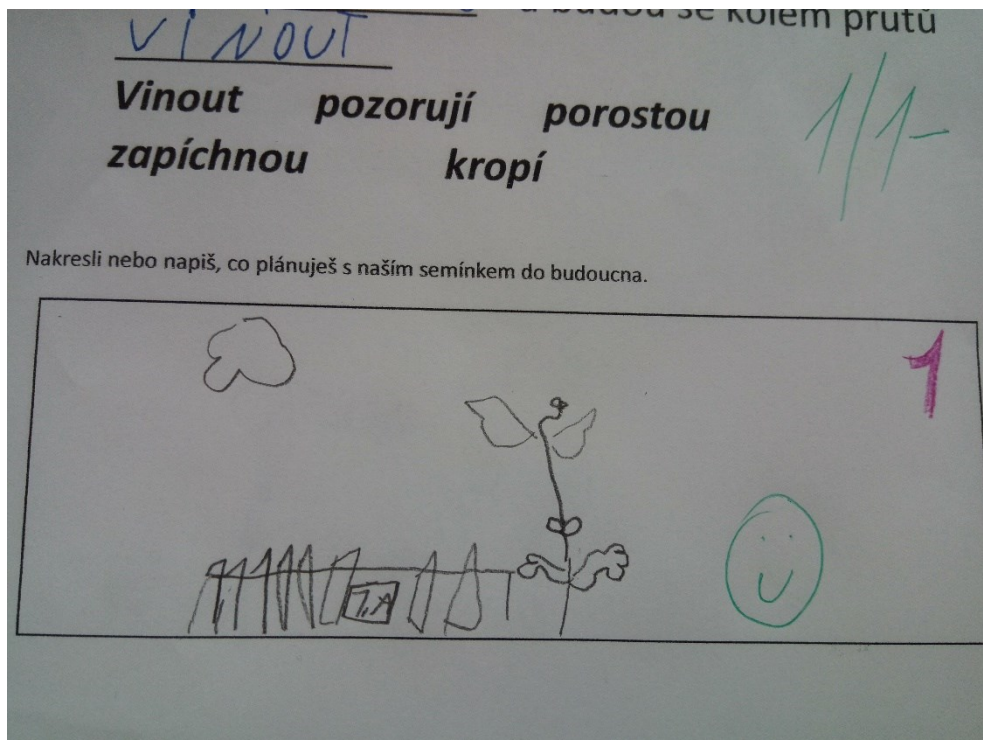 a budou se kolem prutů
VINOUT
Vinout pozorují porostou
1/1-
zapíchnou kropí
Nakresli nebo napiš, co plánuješ s naším semínkem do budoucna.
1